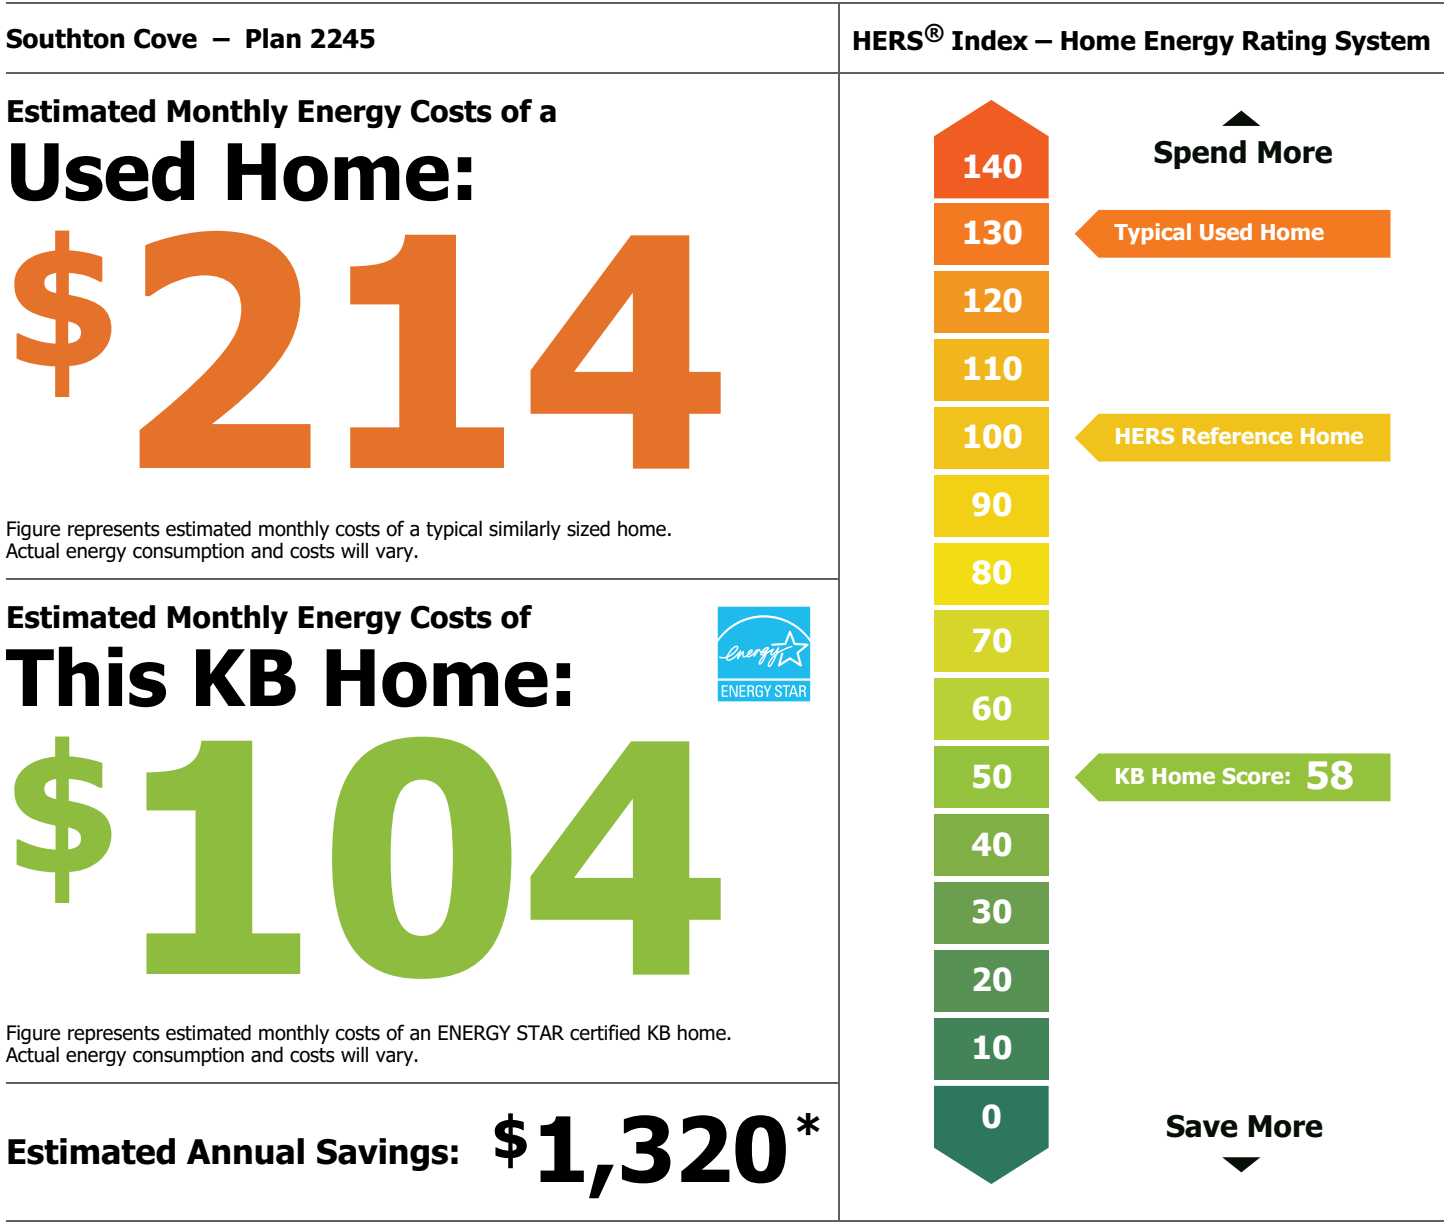 Southton Cove – Plan 2245
Estimated Monthly Energy Costs of a
Used Home:
$214
Figure represents estimated monthly costs of a typical similarly sized home.
Actual energy consumption and costs will vary.
Estimated Monthly Energy Costs of
This KB Home:
energy
ENERGY STAR
$104
Figure represents estimated monthly costs of an ENERGY STAR certified KB home.
Actual energy consumption and costs will vary.
Estimated Annual Savings: $1,320*
HERS® Index – Home Energy Rating System
Spend More
140
130
Typical Used Home
120
110
100
HERS Reference Home
90
80
70
60
50
KB Home Score: 58
40
30
20
10
0
Save More